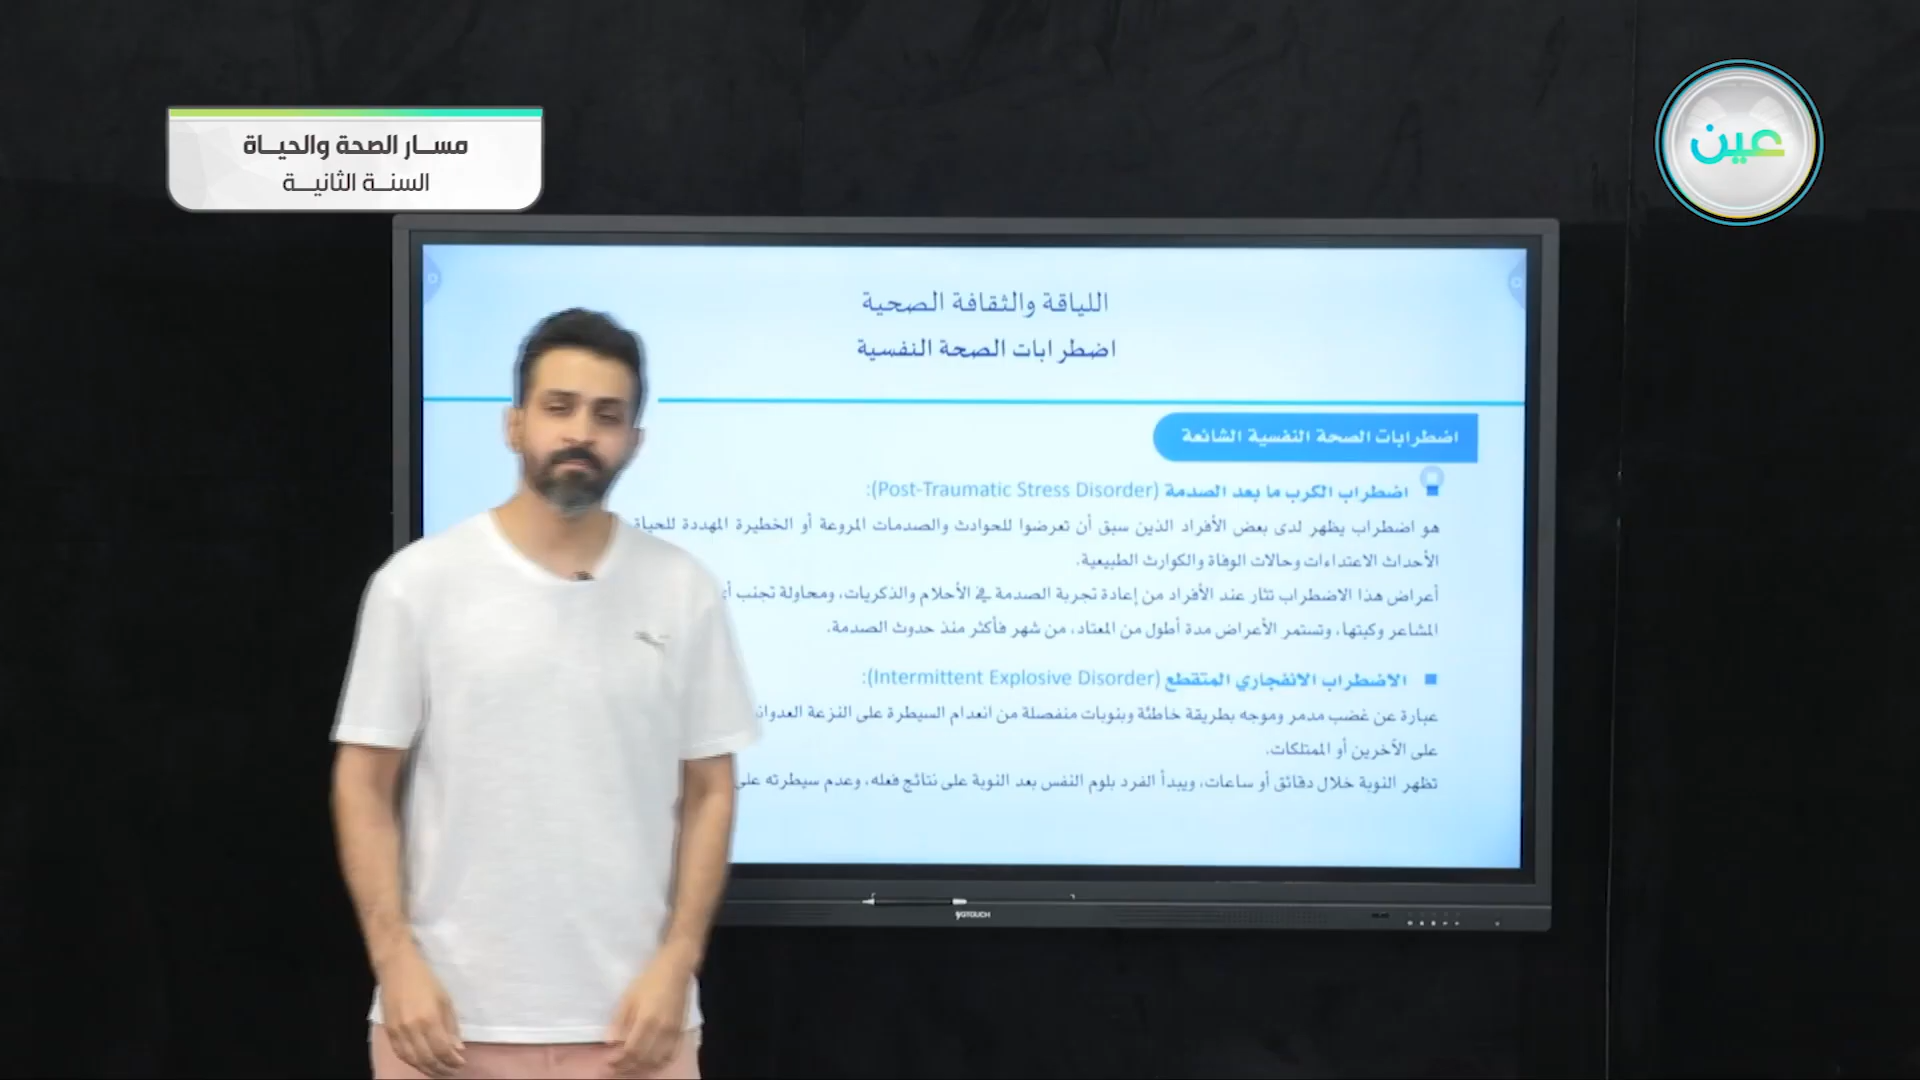 مسار الصحة والحياة
السنة الثانية
عين
اللياقة والثقافة الصحية
اضطرابات الصحة النفسية
اضطرابات الصحة النفسية الشائعة
اضطراب الكرب ما بعد الصدمة (Post-Traumatic Stress Disorder):
هو اضطراب يظهر لدى بعض الأفراد الذين سبق أن تعرضوا للحوادث والصدمات المروعة أو الخطيرة المهددة للحياة
الأحداث الاعتداءات وحالات الوفاة والكوارث الطبيعية.
أعراض هذا الاضطراب تثار عند الأفراد من إعادة تجربة الصدمة في الأحلام والذكريات، ومحاولة تجنب
المشاعر وكبتها، وتستمر الأعراض مدة أطول من المعتاد، من شهر فأكثر منذ حدوث الصدمة.
الاضطراب الانفجاري المتقطع (Intermittent Explosive Disorder):
عبارة عن غضب مدمر وموجه بطريقة خاطئة وبنوبات منفصلة من انعدام السيطرة على النزعة
على الآخرين أو الممتلكات.
تظهر النوبة خلال دقائق أو ساعات، ويبدأ الفرد بلوم النفس بعد النوبة على نتائج فعله، وعدم سيطرته على